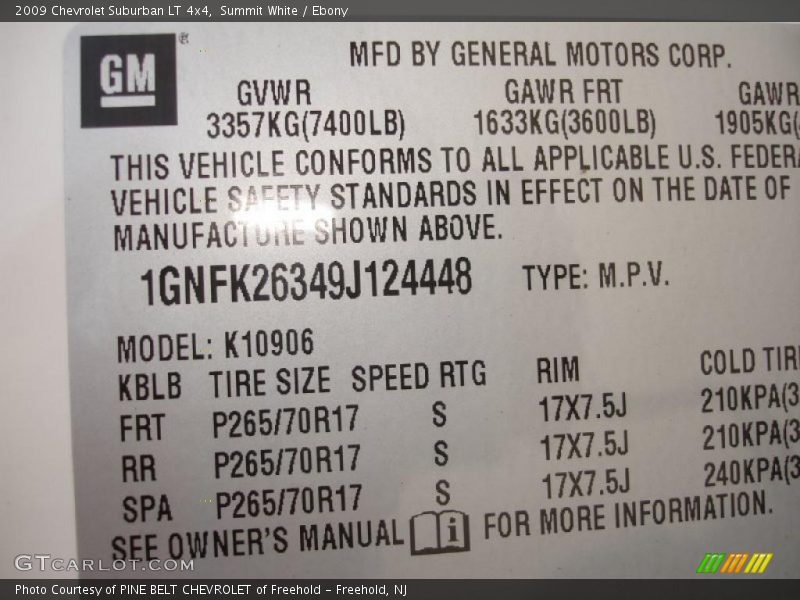 2009 Chevrolet Suburban LT 4x4, Summit White / Ebony
GM ®
MFD BY GENERAL MOTORS CORP.
GVWR GAWR FRT GAWR
3357KG(7400LB) 1633KG(3600LB) 1905KG(
THIS VEHICLE CONFORMS TO ALL APPLICABLE U.S. FEDERA
VEHICLE SAFETY STANDARDS IN EFFECT ON THE DATE OF
MANUFACTURE SHOWN ABOVE.
1GNFK26349J124448 TYPE: M.P.V.
MODEL: K10906
KBLB TIRE SIZE SPEED RTG RIM COLD TIR
FRT P265/70R17 S 17X7.5J 210KPA(3
RR P265/70R17 S 17X7.5J 210KPA(3
SPA P265/70R17 S 17X7.5J 240KPA(3
SEE OWNER'S MANUAL i FOR MORE INFORMATION.
GTcarlot.com
Photo Courtesy of PINE BELT CHEVROLET of Freehold - Freehold, NJ